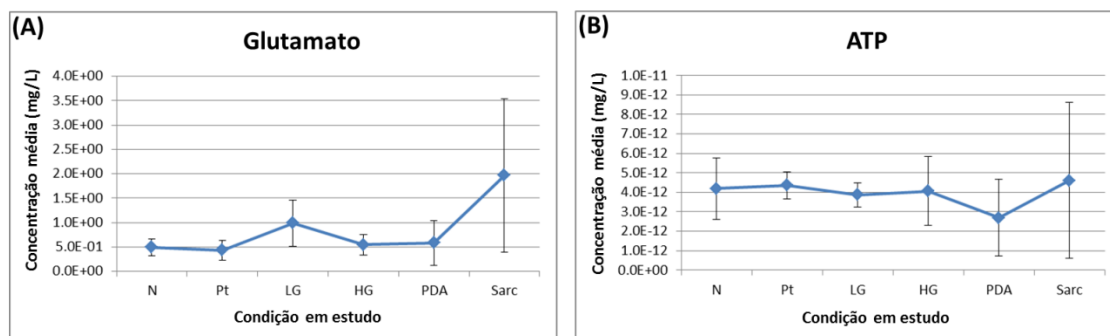 (A)
Glutamato
Concentração média (mg/L)
4.0E+00
3.5E+00
3.0E+00
2.5E+00
2.0E+00
1.5E+00
1.0E+00
5.0E-01
0.0E+00
N Pt LG HG PDA Sarc
Condição em estudo
(B)
ATP
Concentração média (mg/L)
1.0E-11
9.0E-12
8.0E-12
7.0E-12
6.0E-12
5.0E-12
4.0E-12
3.0E-12
2.0E-12
1.0E-12
0.0E+00
N Pt LG HG PDA Sarc
Condição em estudo